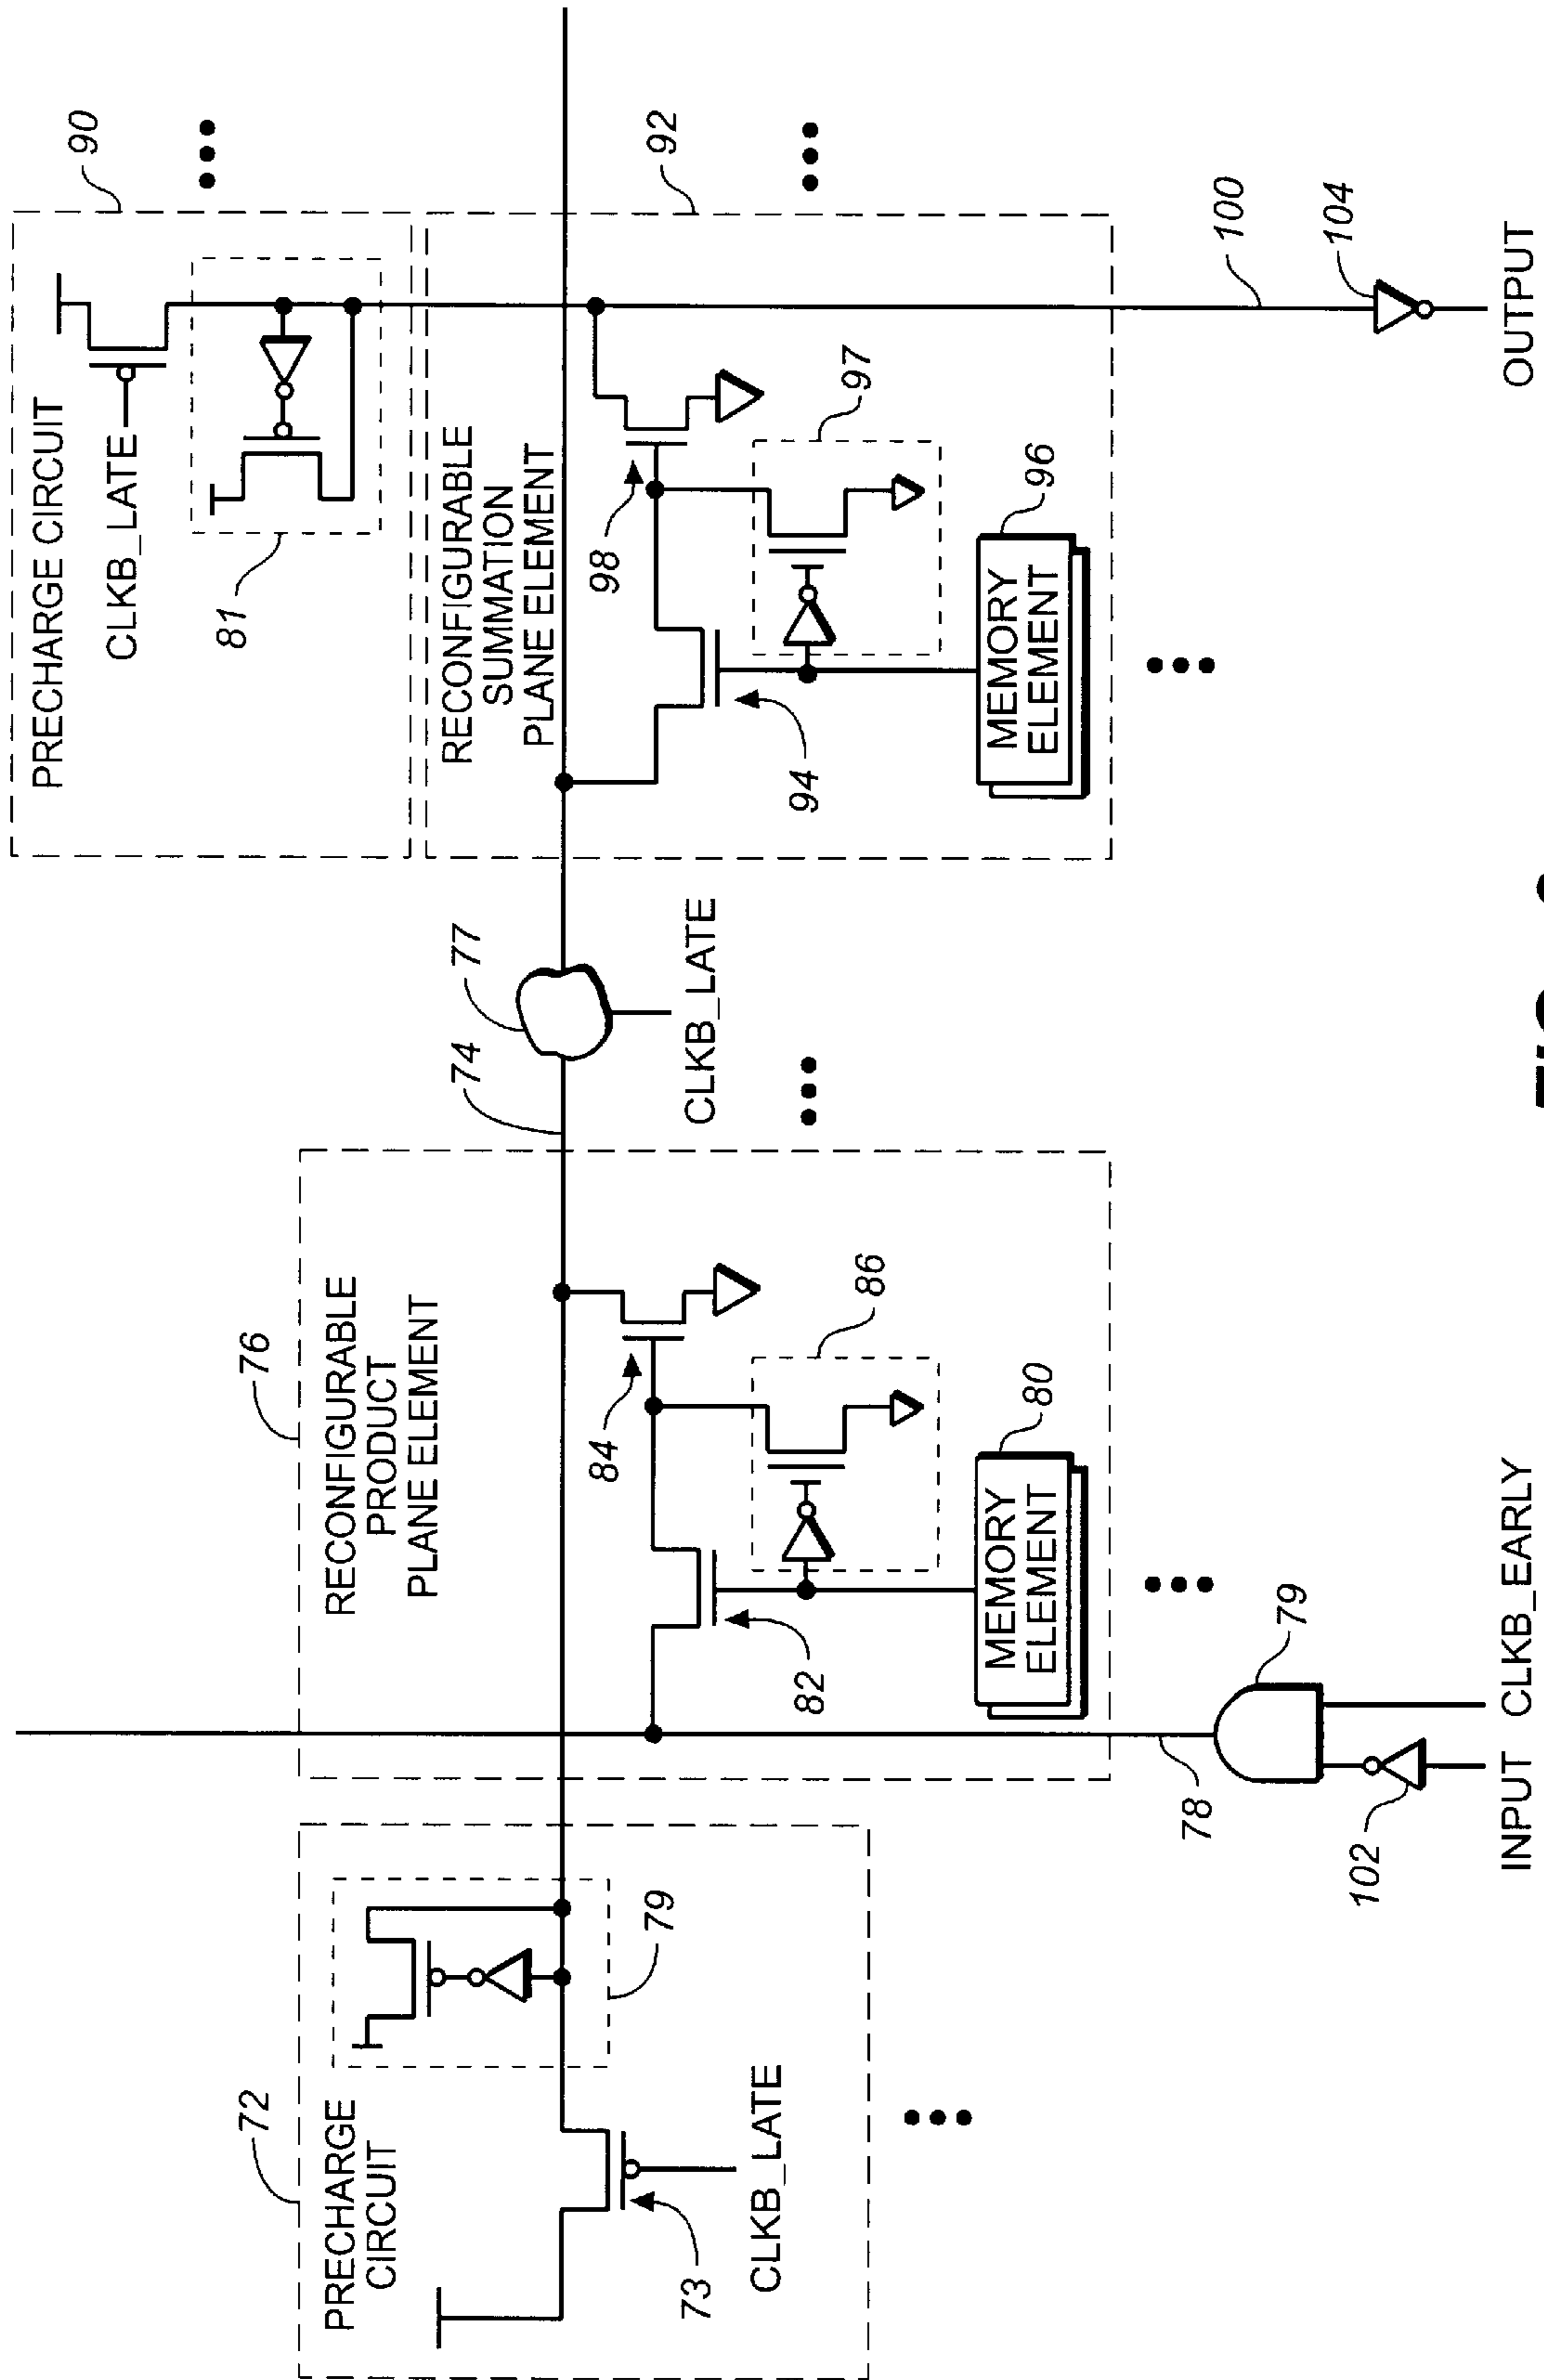 72
PRECHARGE
CIRCUIT
73
CLKB_LATE
79
76
RECONFIGURABLE
PRODUCT
PLANE ELEMENT
84
86
82
80
MEMORY
ELEMENT
78
79
102
INPUT
CLKB_EARLY
74
77
CLKB_LATE
PRECHARGE CIRCUIT
90
CLKB_LATE
81
RECONFIGURABLE
SUMMATION
PLANE ELEMENT
92
98
97
94
96
MEMORY
ELEMENT
100
104
OUTPUT